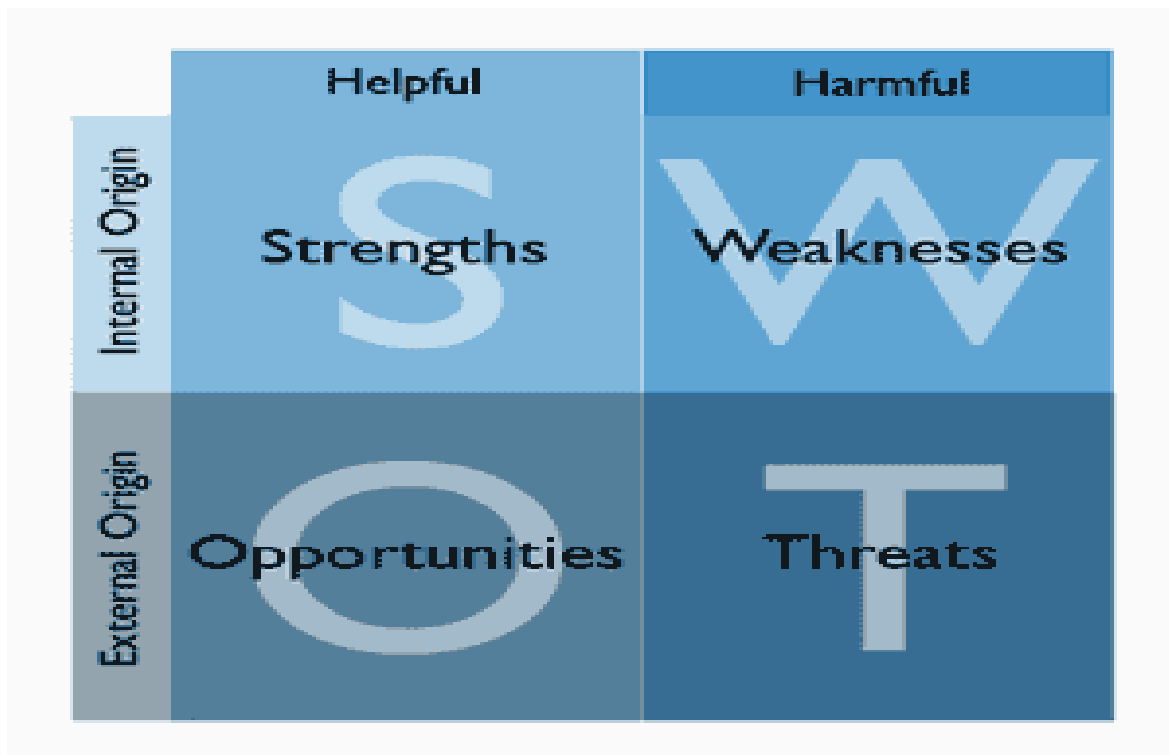 Helpful
Harmful
Internal Origin
S
Strengths
W
Weaknesses
External Origin
O
Opportunities
T
Threats